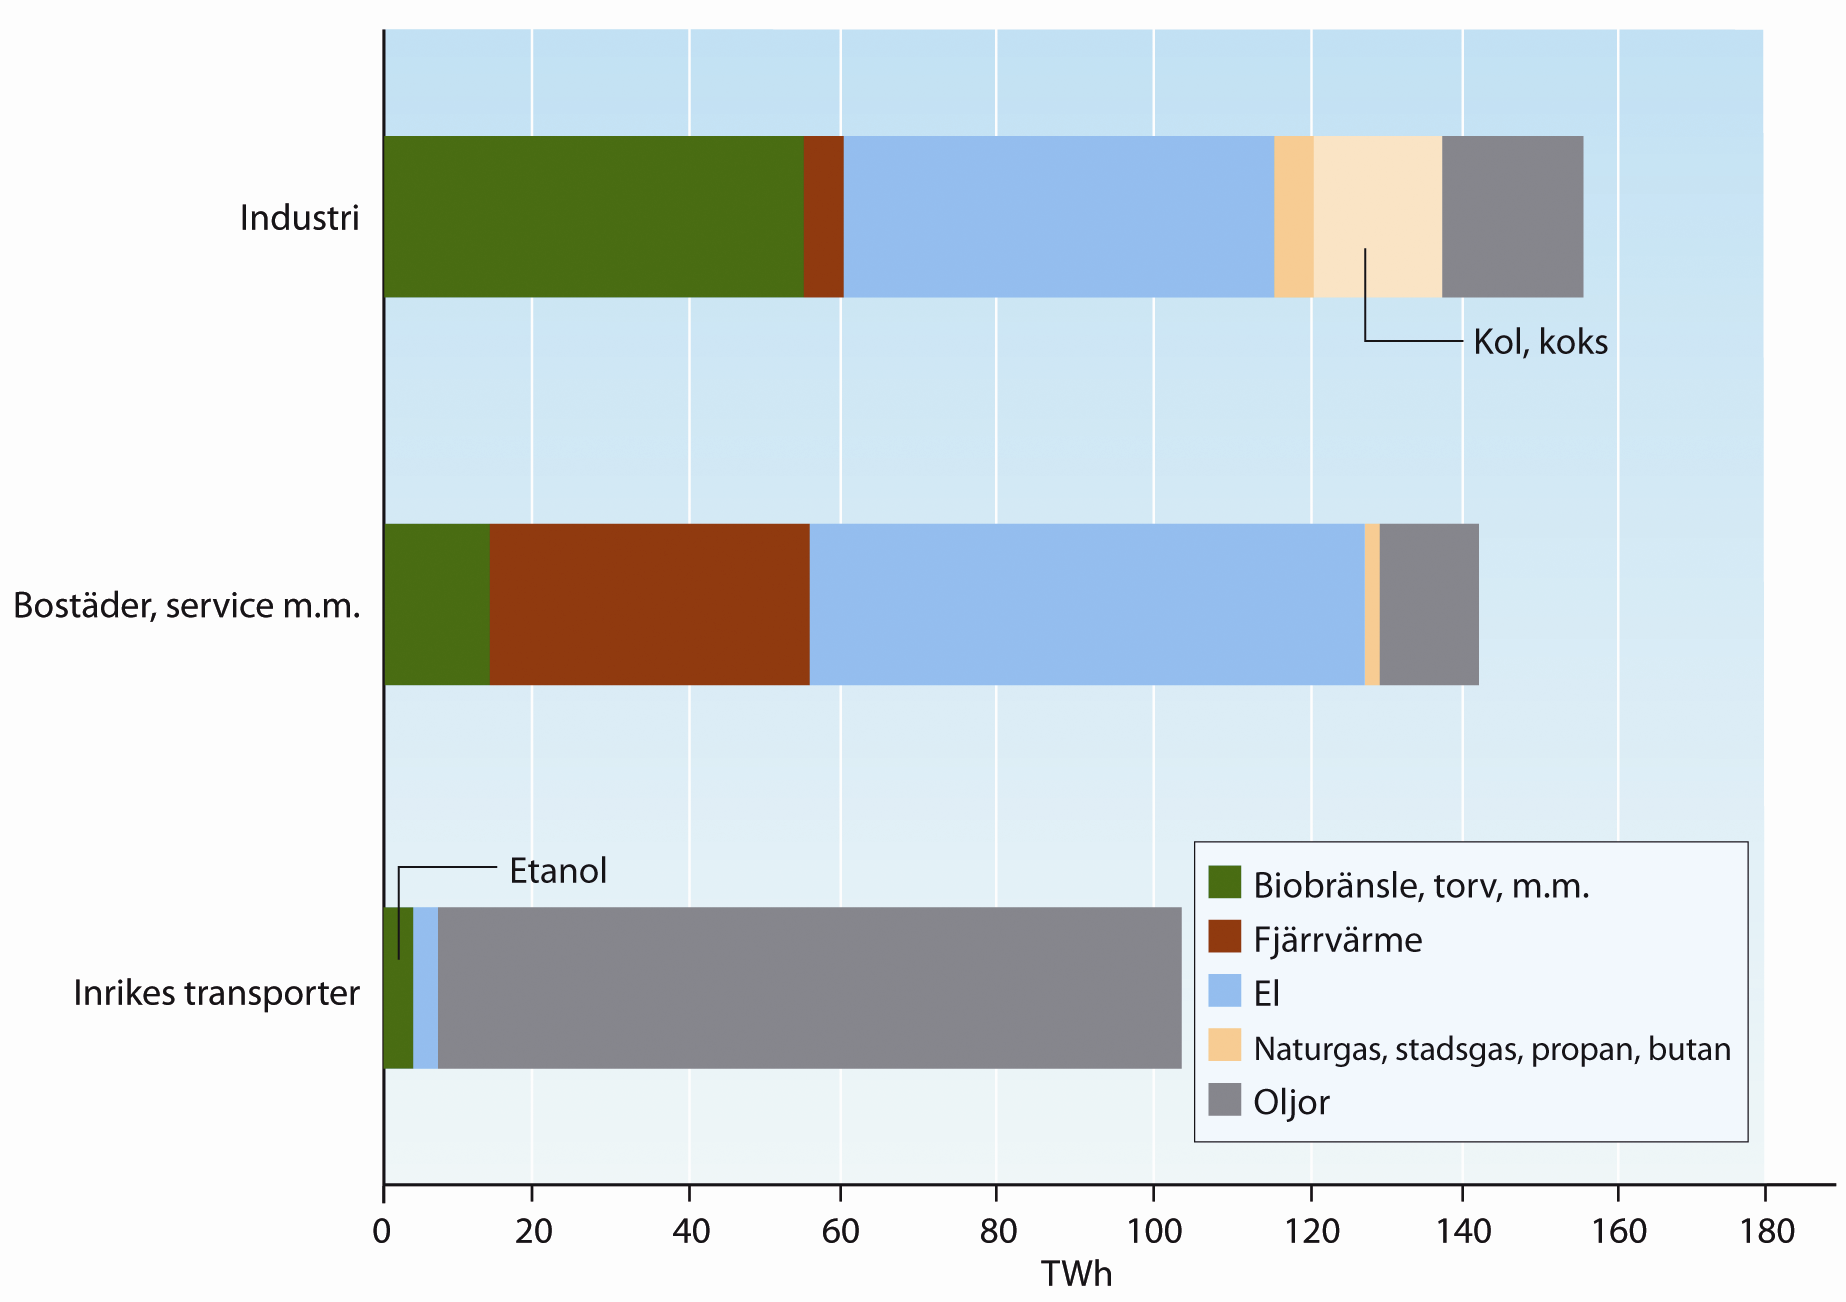 Industri
Kol, koks
Bostäder, service m.m.
Etanol
Inrikes transporter
Biobränsle, torv, m.m.
Fjärrvärme
El
Naturgas, stadsgas, propan, butan
Oljor
0 20 40 60 80 100 120 140 160 180
TWh